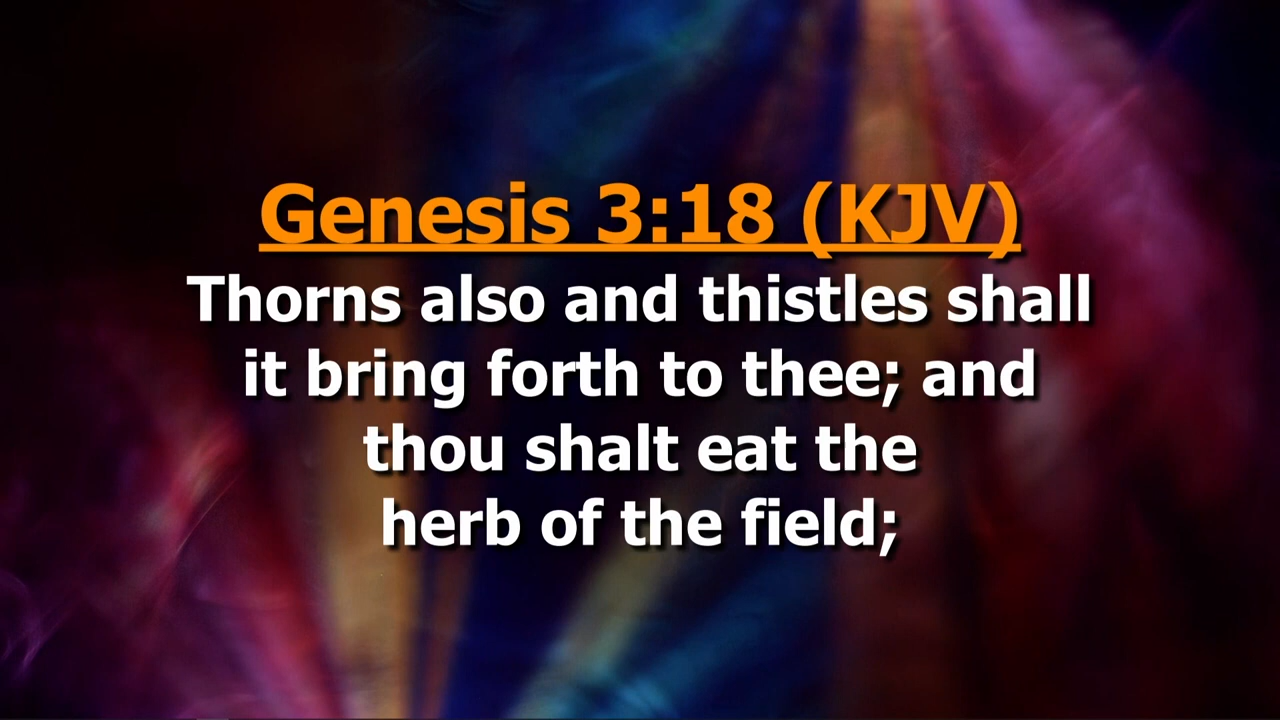 Genesis 3:18 (KJV)
Thorns also and thistles shall
it bring forth to thee; and
thou shalt eat the
herb of the field;